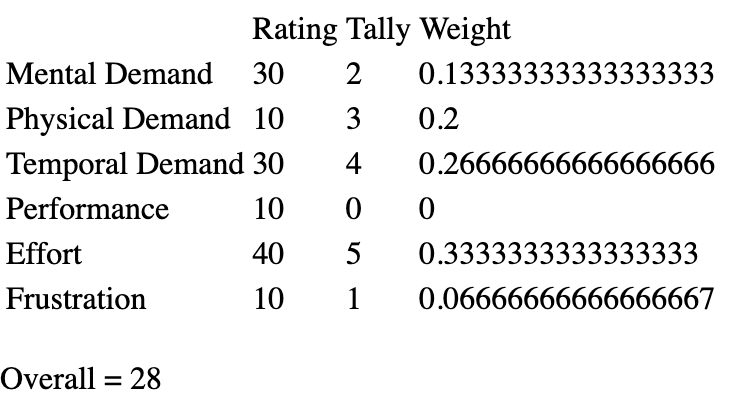 Rating Tally Weight
Mental Demand 30 2 0.13333333333333333
Physical Demand 10 3 0.2
Temporal Demand 30 4 0.26666666666666666
Performance 10 0 0
Effort 40 5 0.3333333333333333
Frustration 10 1 0.06666666666666667
Overall = 28